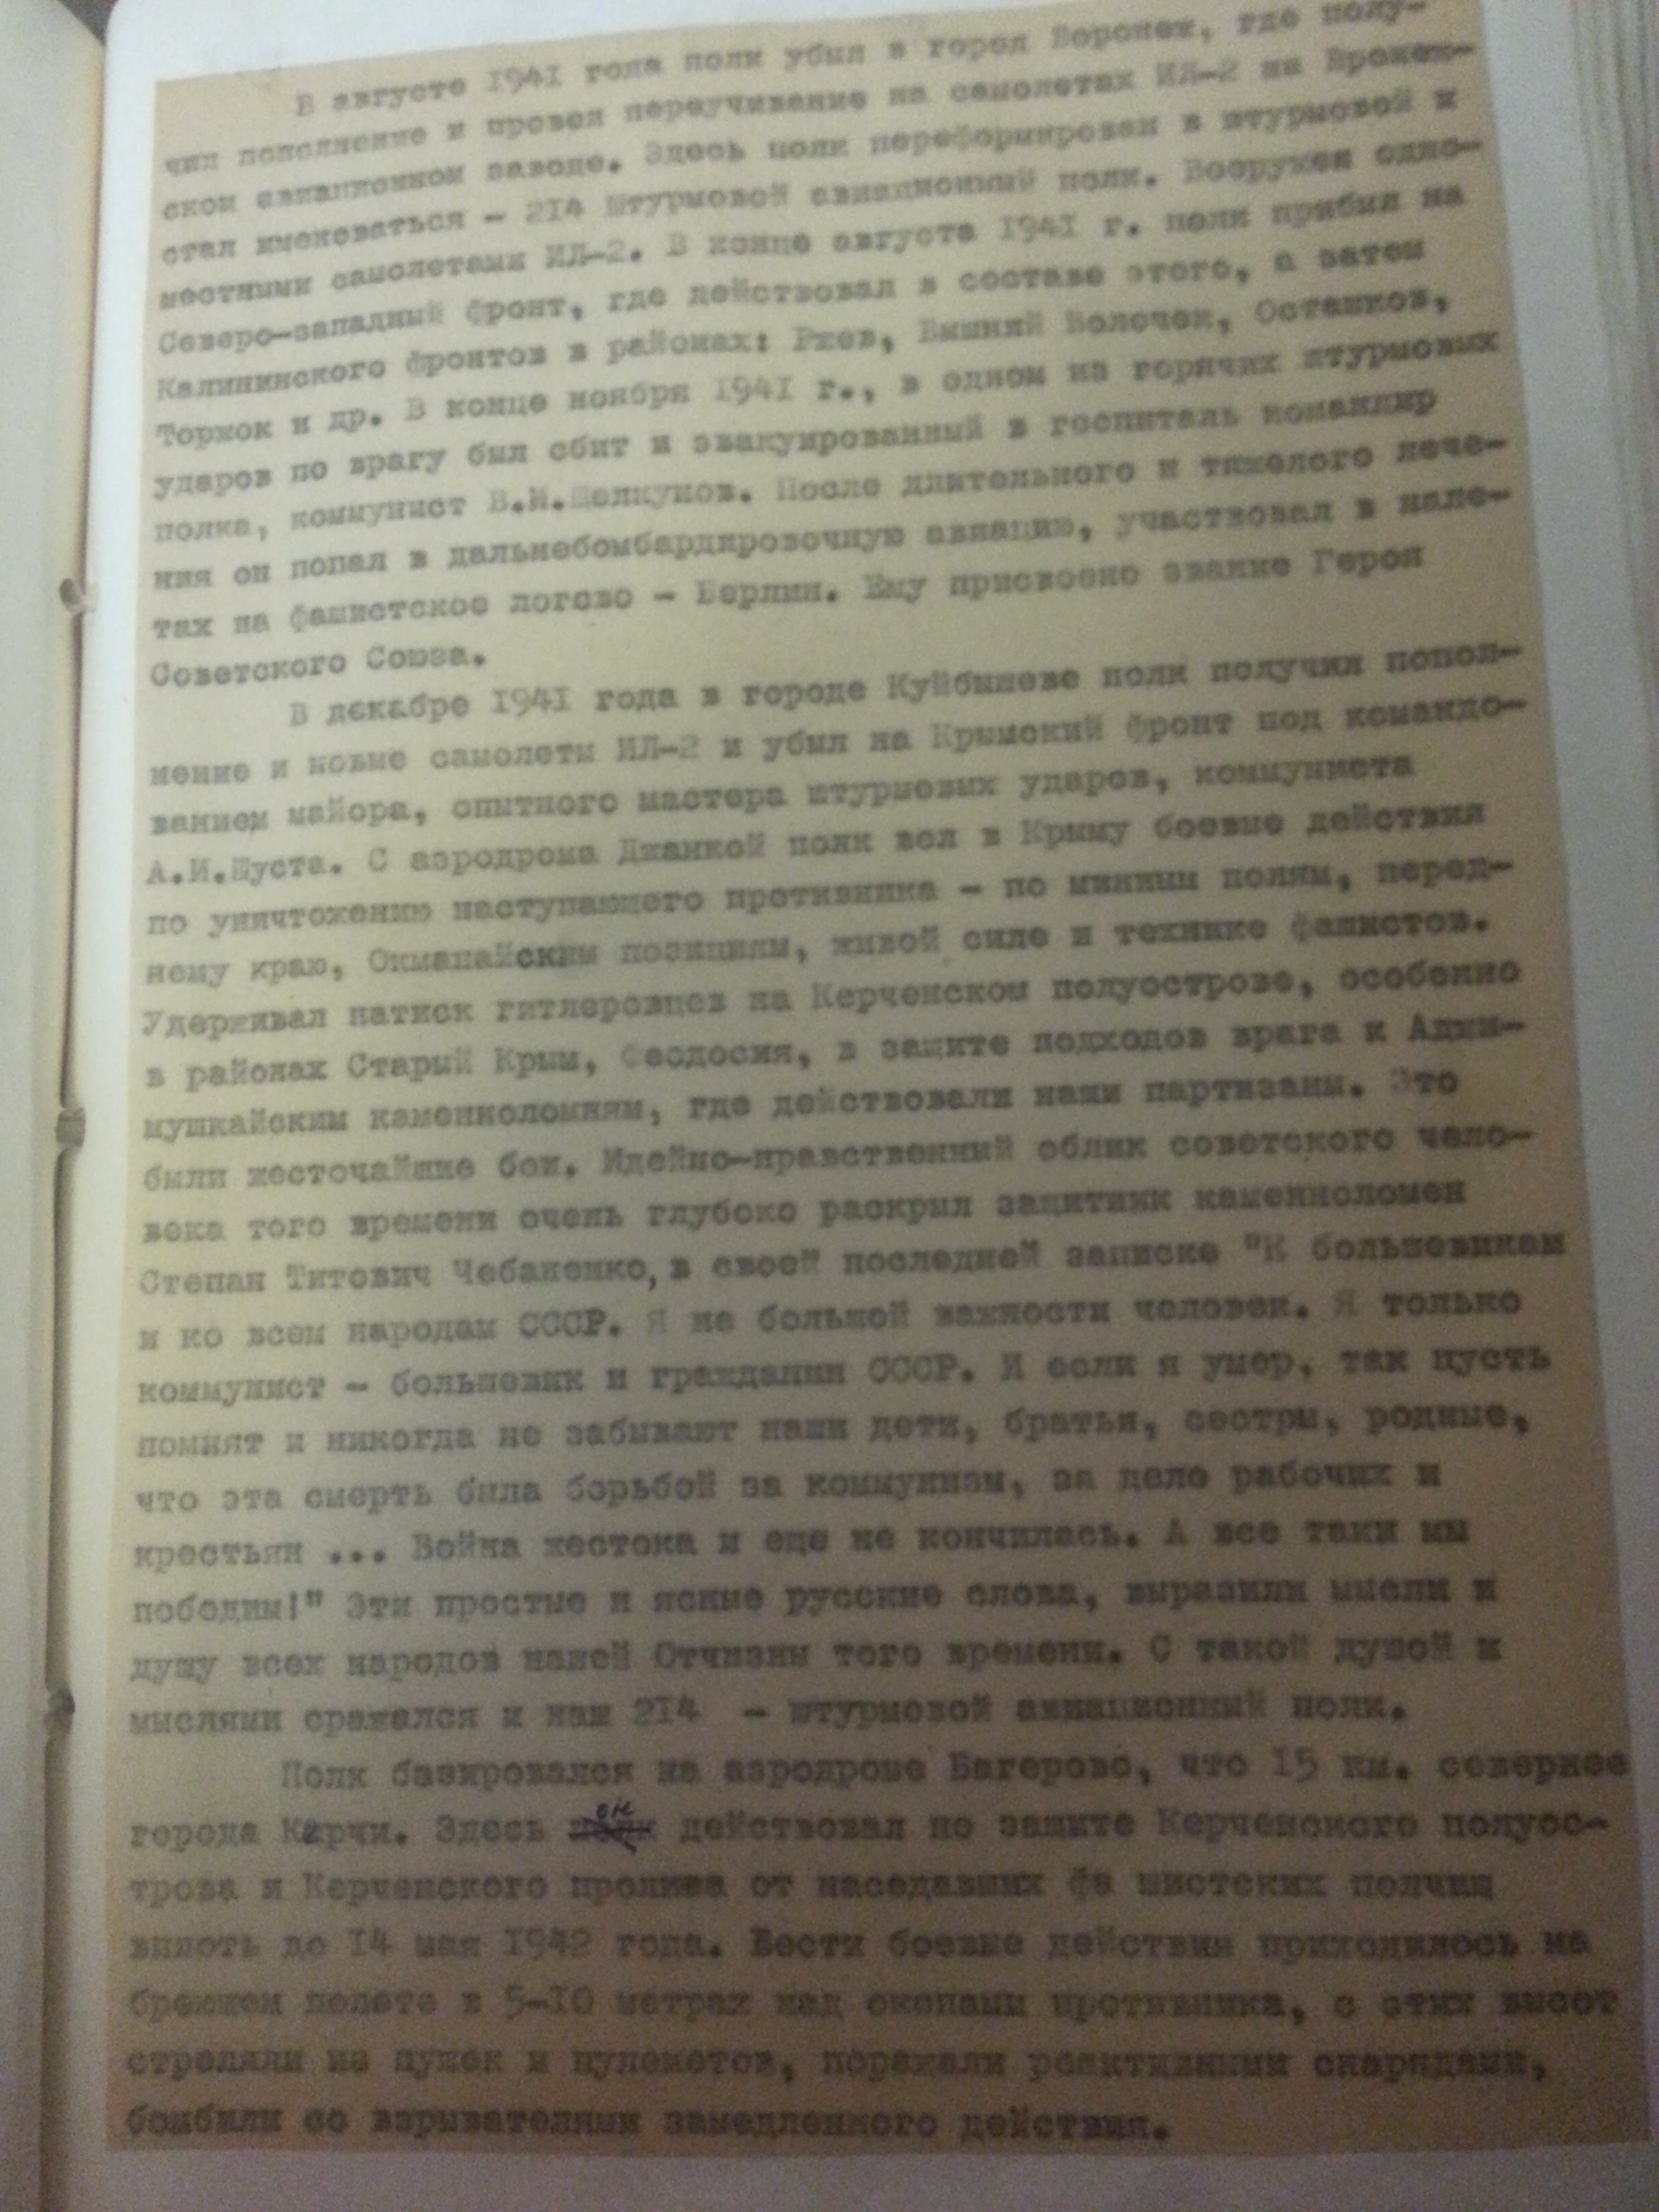 В августе 1941 года полк убыл в город Воронеж, где полу-
чил пополнение и провел переучивание на самолетах ИЛ-2 на Вронеж-
ском авиационном заводе. Здесь полк переформирован в штурмовой и
стал именоваться - 214 штурмовой авиационный полк. Вооружен одно-
местными самолетами ИЛ-2. В конце августа 1941 г. полк прибыл на
Северо-западный фронт, где действовал в составе этого, а затем
Калининского фронтов в районах: Ржев, Вышний Волочек, Осташков,
Торжок и др. В конце ноября 1941 г., в одном из горячих штурмовых
ударов по врагу был сбит и эвакуированный в госпиталь командир
полка, коммунист В.И.Щелкунов. После длительного и тяжелого лече-
ния он попал в дальнебомбардировочную авиацию, участвовал в нале-
тах на фашистское логово - Берлин. Ему присвоено звание Героя
Советского Союза.
В декабре 1941 года в городе Куйбышеве полк получил попол-
нение и новые самолеты ИЛ-2 и убыл на Крымский фронт под командо-
ванием майора, опытного мастера штурмовых ударов, коммуниста
А.И.Шуста. С аэродрома Джанкой полк вел в Крыму боевые действия
по уничтожению наступающего противника - по минным полям, перед-
нему краю, Окманайским позициям, живой силе и технике фашистов.
Удерживал натиск гитлеровцев на Керченском полуострове, особенно
в районах Старый Крым, Феодосия, в защите подходов врага к Аджи-
мушкайским каменноломням, где действовали наши партизаны. Это
были жесточайшие бои. Идейно-нравственный облик советского чело-
века того времени очень глубоко раскрыл защитник каменноломен
Степан Титович Чебаненко, в своей последней записке "К большевикам
и ко всем народам СССР. Я не большой важности человек. Я только
коммунист - большевик и гражданин СССР. И если я умер, так пусть
помнят и никогда не забывают наши дети, братья, сестры, родные,
что эта смерть была борьбой за коммунизм, за дело рабочих и
крестьян ... Война жестока и еще не кончилась. А все таки мы
победим!" Эти простые и ясные русские слова, выразили мысли и
душу всех народов нашей Отчизны того времени. С такой душой и
мыслями сражался и наш 214 - штурмовой авиационный полк.
Полк базировался на аэродроме Багерово, что 15 км. севернее
города Керчи. Здесь он действовал по защите Керченского полуос-
трова и Керченского пролива от наседавших фа шистских полчищ
вплоть до 14 мая 1942 года. Вести боевые действия приходилось на
бреющем полете в 5-10 метрах над окопами противника, с этих высот
стреляли из пушек и пулеметов, поражали реактивными снарядами,
бомбили со взрывателями замедленного действия.